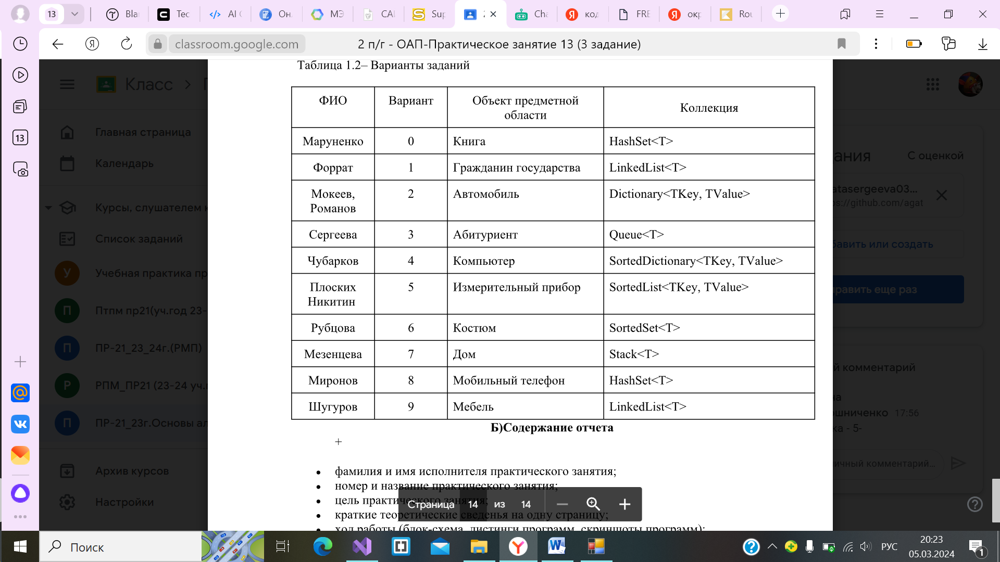 13
Bla
Tec
AI C
Он.
МЭ
CAI
Sup
2
Cha
код
FRE
окр
Rou
classroom.google.com
2 п/г - ОАП-Практическое занятие 13 (3 задание)
13
Класс
Главная страница
Календарь
Курсы, слушателем к
Список заданий
У Учебная практика пр
П Птпм пр21(уч.год 23-
П ПР-21_23_24г.(РМП)
Р РПМ_ПР21 (23-24 уч.
П ПР-21_23г.Основы ал
Архив курсов
Настройки
Таблица 1.2– Варианты заданий
ФИО Вариант Объект предметной области Коллекция
Маруненко 0 Книга HashSet<T>
Форрат 1 Гражданин государства LinkedList<T>
Мокеев, Романов 2 Автомобиль Dictionary<TKey, TValue>
Сергеева 3 Абитуриент Queue<T>
Чубарков 4 Компьютер SortedDictionary<TKey, TValue>
Плоских Никитин 5 Измерительный прибор SortedList<TKey, TValue>
Рубцова 6 Костюм SortedSet<T>
Мезенцева 7 Дом Stack<T>
Миронов 8 Мобильный телефон HashSet<T>
Шугуров 9 Мебель LinkedList<T>
Б)Содержание отчета
+
• фамилия и имя исполнителя практического занятия;
• номер и название практического занятия;
• цель практического занятия;
• краткие теоретические сведенья на одну страницу;
• ход работы (блок-схема, листинги программ, скриншоты программ);
Страница 14 из 14
ания
С оценкой
atasergeeva03...
ps://github.com/agat
бавить или создать
править еще раз
й комментарий
на
ошниченко 17:56
ка - 5-
ичный комментарий...
Поиск
РУС
20:23
05.03.2024
1